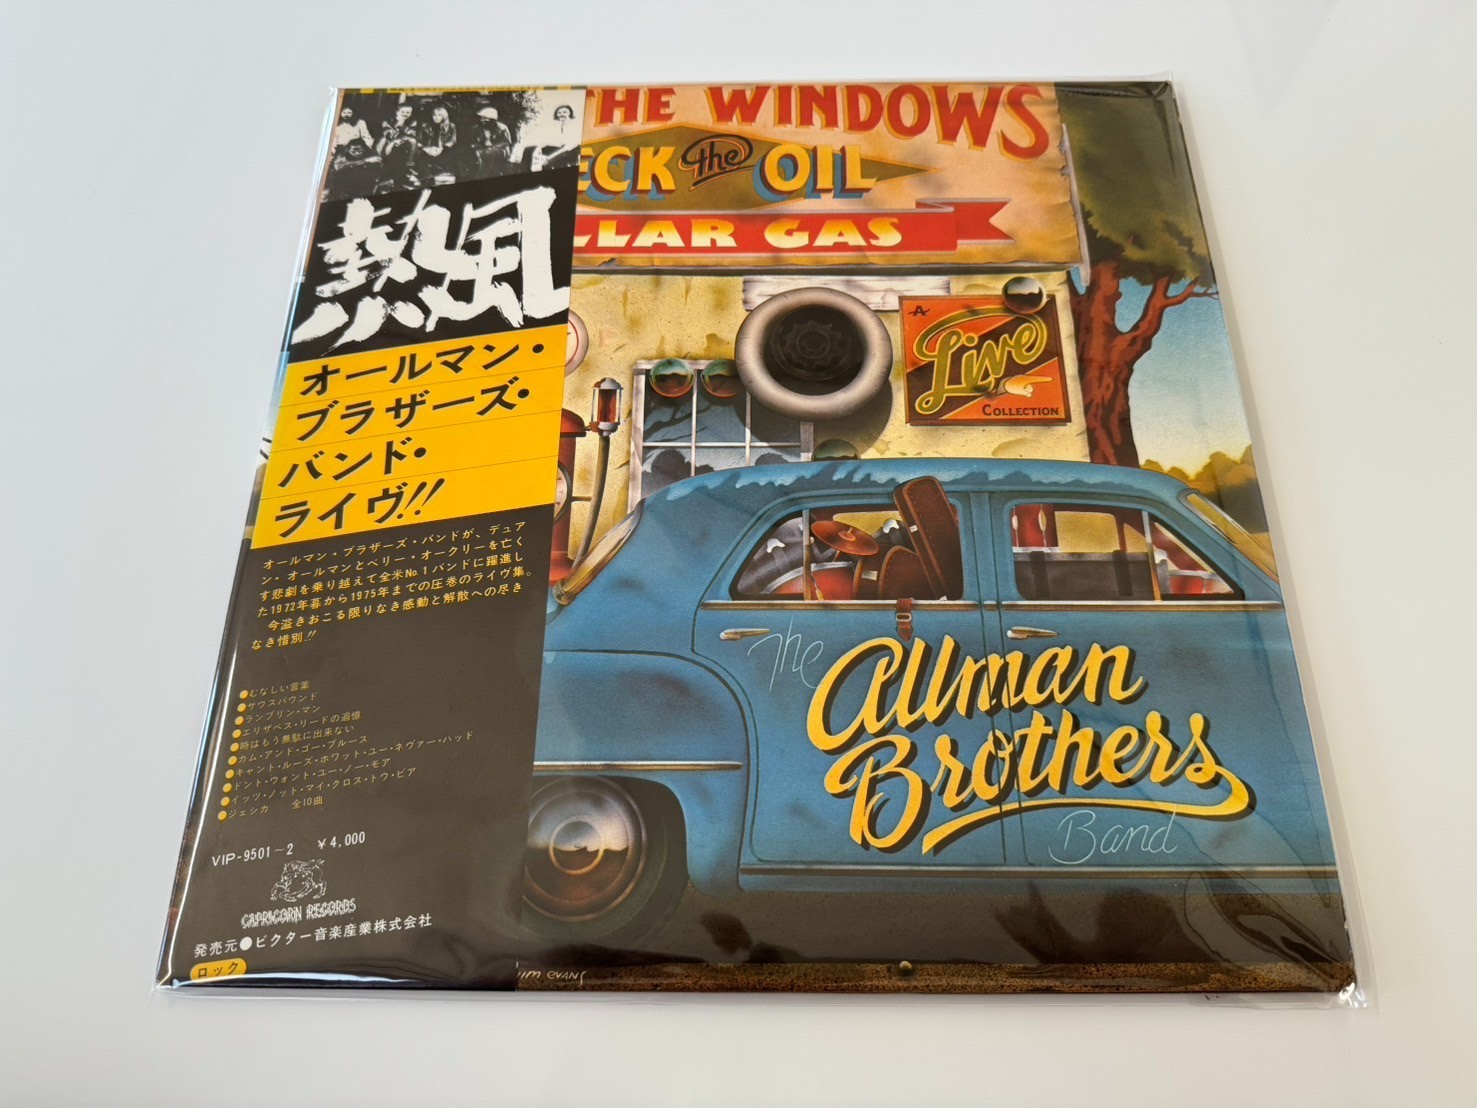 熱風
オールマン・
ブラザーズ・
バンド・
ライヴ!!
オールマン・ブラザーズ・バンドが、デュア
ン・オールマンとベリー・オークリーを亡く
す悲劇を乗り越えて全米No.1バンドに躍進し
た1972年暮から1975年までの圧巻のライヴ集。
今溢きおこる限りなき感動と解散への尽き
なき惜別!!
●むなしい言葉
●サウスバウンド
●ランブリン・マン
●エリザベス・リードの追憶
●時はもう無駄に出来ない
●カム・アンド・ゴー・ブルース
●キャント・ルーズ・ホワット・ユー・ネヴァー・ハッド
●ドント・ウォント・ユー・ノー・モア
●イッツ・ノット・マイ・クロス・トゥ・ビア
●ジェシカ 全10曲
VIP-9501~2 ¥4,000
CAPRICORN RECORDS
発売元●ビクター音楽産業株式会社
ロック
THE WINDOWS
ECK the OIL
LLAR GAS
A
Live
COLLECTION
The
Allman
Brothers
Band
JIM EVANS